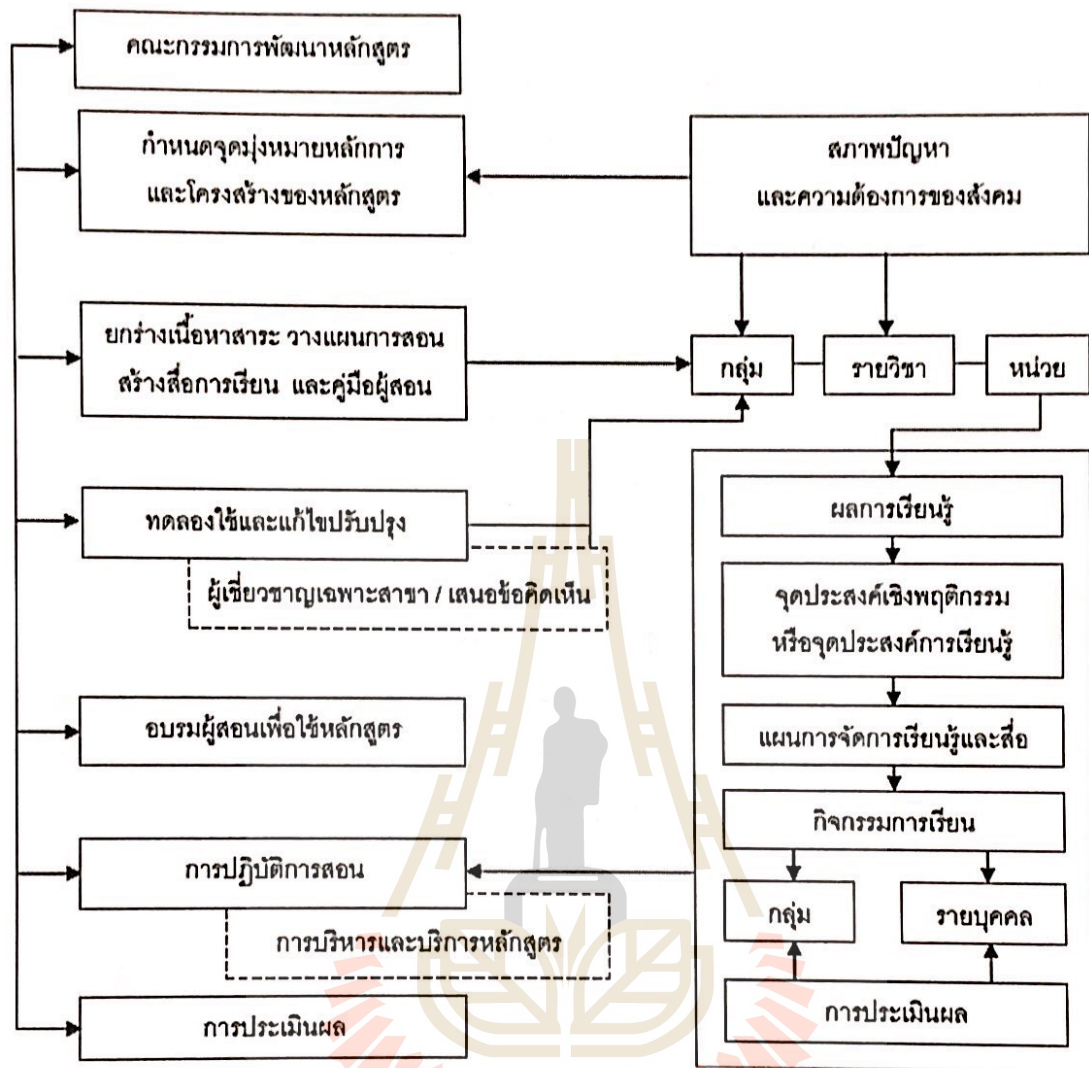 คณะกรรมการพัฒนาหลักสูตร
กำหนดจุดมุ่งหมายหลักการ
และโครงสร้างของหลักสูตร
สภาพปัญหา
และความต้องการของสังคม
ยกร่างเนื้อหาสาระ วางแผนการสอน
สร้างสื่อการเรียน และคู่มือผู้สอน
กลุ่ม
รายวิชา
หน่วย
ทดลองใช้และแก้ไขปรับปรุง
ผู้เชี่ยวชาญเฉพาะสาขา / เสนอข้อคิดเห็น
อบรมผู้สอนเพื่อใช้หลักสูตร
การปฏิบัติการสอน
การบริหารและบริการหลักสูตร
การประเมินผล
ผลการเรียนรู้
จุดประสงค์เชิงพฤติกรรม
หรือจุดประสงค์การเรียนรู้
แผนการจัดการเรียนรู้และสื่อ
กิจกรรมการเรียน
กลุ่ม
รายบุคคล
การประเมินผล